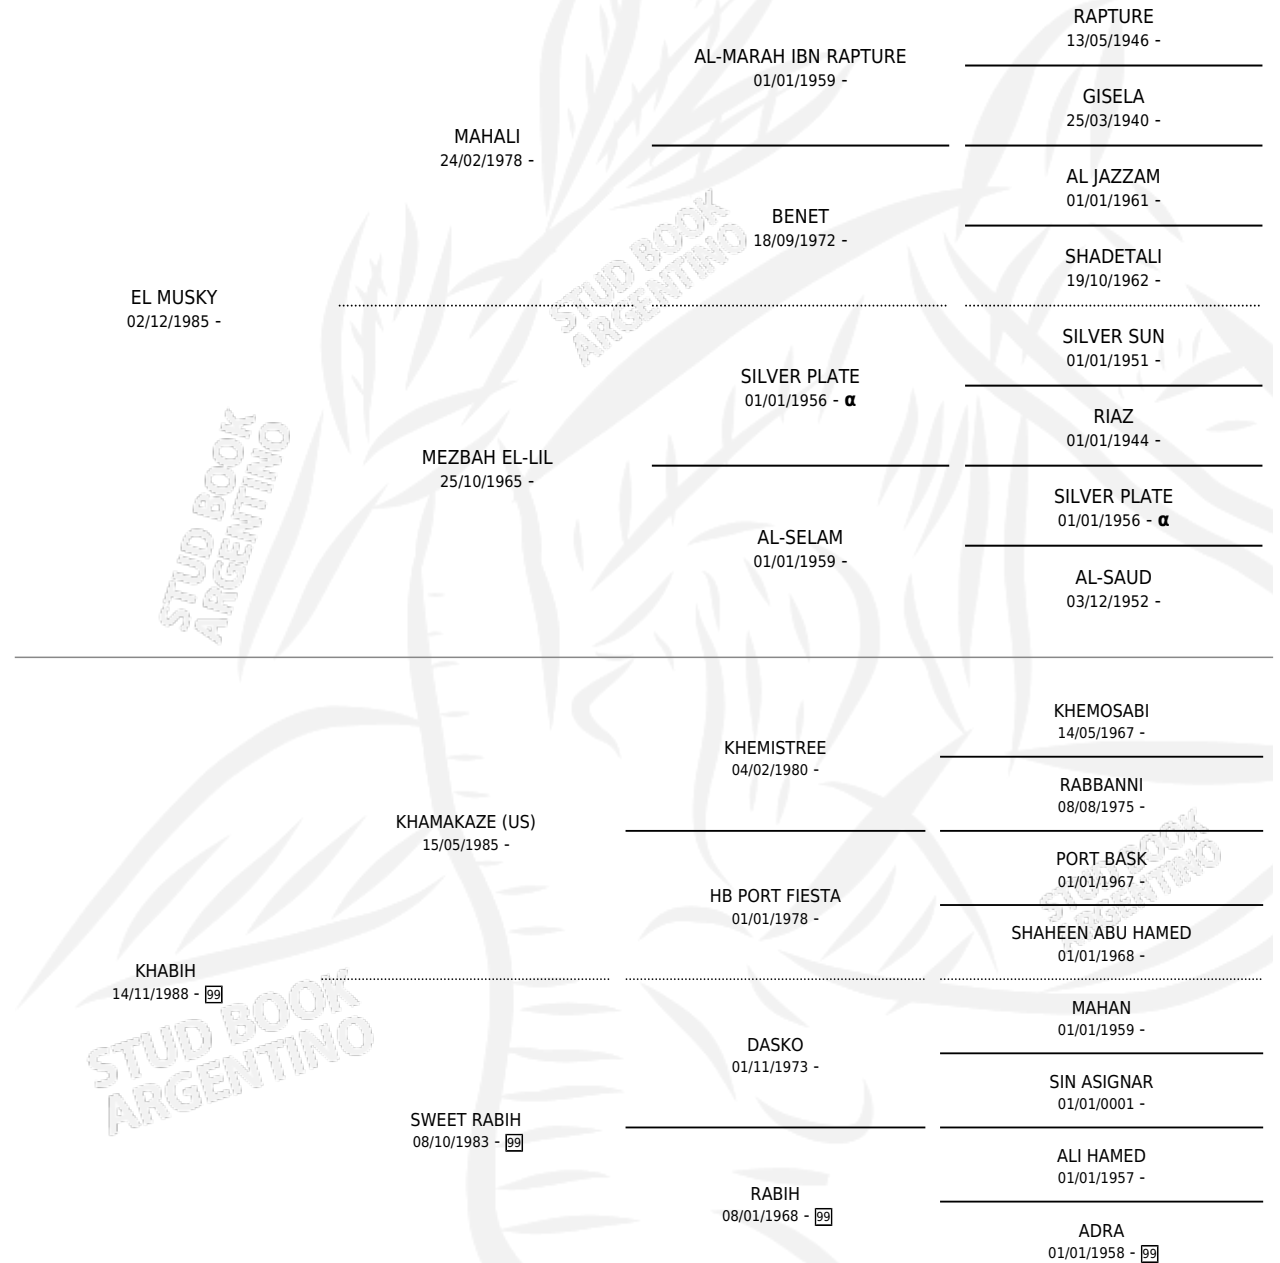 RAPTURE
13/05/1946 -
AL-MARAH IBN RAPTURE
01/01/1959 -
GISELA
25/03/1940 -
MAHALI
24/02/1978 -
AL JAZZAM
01/01/1961 -
BENET
18/09/1972 -
SHADETALI
19/10/1962 -
EL MUSKY
02/12/1985 -
SILVER SUN
01/01/1951 -
SILVER PLATE
01/01/1956 - α
RIAZ
01/01/1944 -
MEZBAH EL-LIL
25/10/1965 -
SILVER PLATE
01/01/1956 - α
AL-SELAM
01/01/1959 -
AL-SAUD
03/12/1952 -
KHEMOSABI
14/05/1967 -
KHEMISTREE
04/02/1980 -
RABBANNI
08/08/1975 -
KHAMAKAZE (US)
15/05/1985 -
PORT BASK
01/01/1967 -
HB PORT FIESTA
01/01/1978 -
SHAHEEN ABU HAMED
01/01/1968 -
KHABIH
14/11/1988 - 99
MAHAN
01/01/1959 -
DASKO
01/11/1973 -
SIN ASIGNAR
01/01/0001 -
SWEET RABIH
08/10/1983 - 99
ALI HAMED
01/01/1957 -
RABIH
08/01/1968 - 99
ADRA
01/01/1958 - 99
STUD BOOK
ARGENTINO
STUD BOOK
ARGENTINO
STUD BOOK
ARGENTINO
STUD BOOK
ARGENTINO